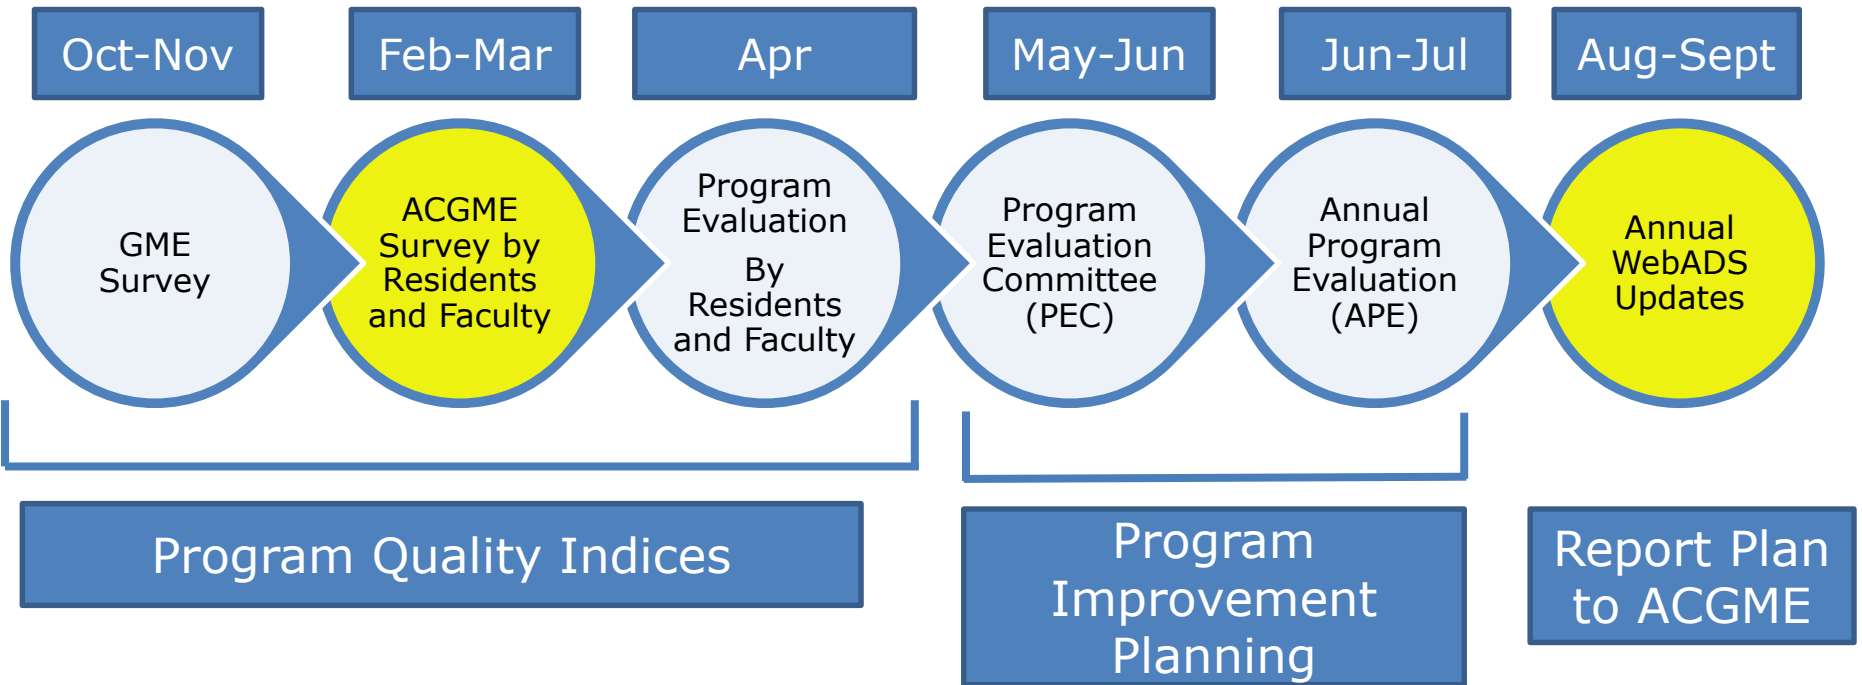 Oct-Nov
Feb-Mar
Apr
May-Jun
Jun-Jul
Aug-Sept
GME
Survey
ACGME
Survey by
Residents
and Faculty
Program
Evaluation
By
Residents
and Faculty
Program
Evaluation
Committee
(PEC)
Annual
Program
Evaluation
(APE)
Annual
WebADS
Updates
Program Quality Indices
Program
Improvement
Planning
Report Plan
to ACGME